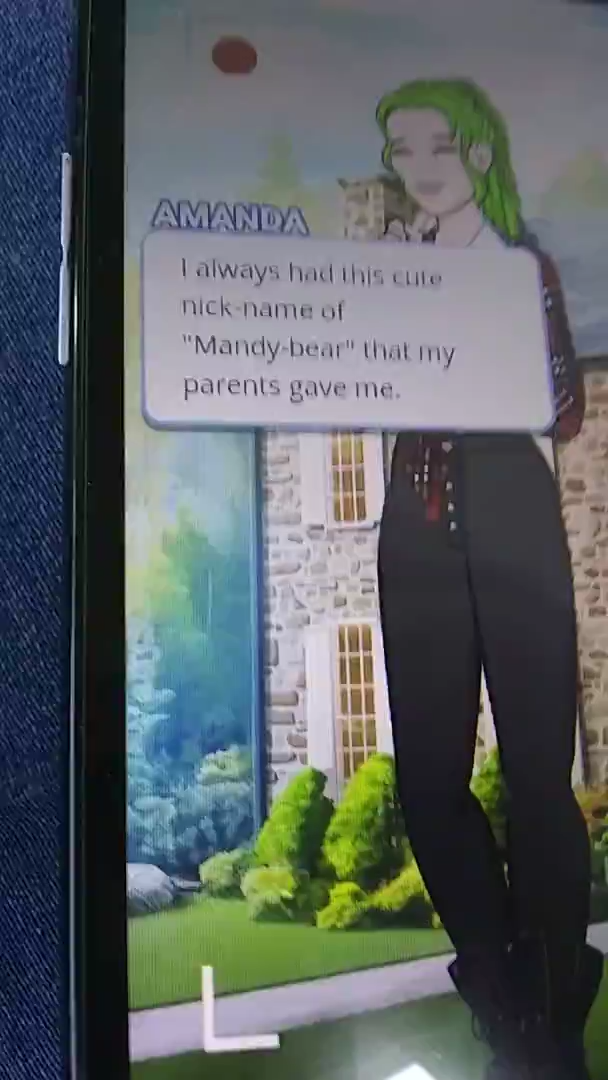 AMANDA
I always had this cute
nick-name of
"Mandy-bear" that my
parents gave me.